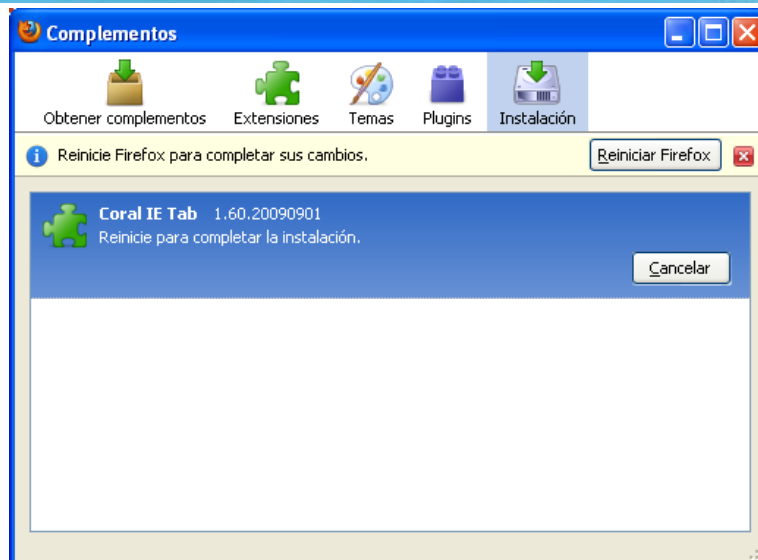 Complementos
Obtener complementos Extensiones Temas Plugins Instalación
Reinicie Firefox para completar sus cambios. Reiniciar Firefox
Coral IE Tab 1.60.20090901
Reinicie para completar la instalación.
Cancelar